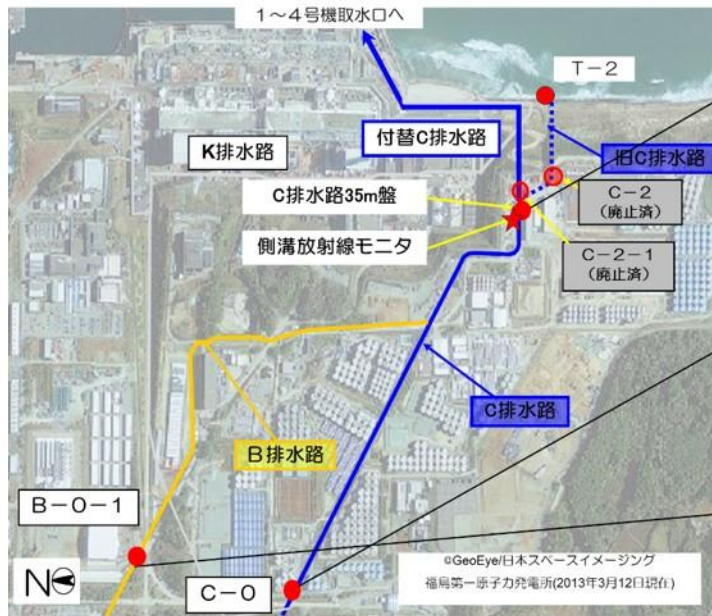 1～4号機取水口へ
T－2
付替C排水路
旧C排水路
K排水路
C排水路35m盤
C－2
（廃止済）
側溝放射線モニタ
C－2－1
（廃止済）
C排水路
B排水路
B－0－1
C－0
N
©GeoEye/日本スペースイメージング
福島第一原子力発電所(2013年3月12日現在)